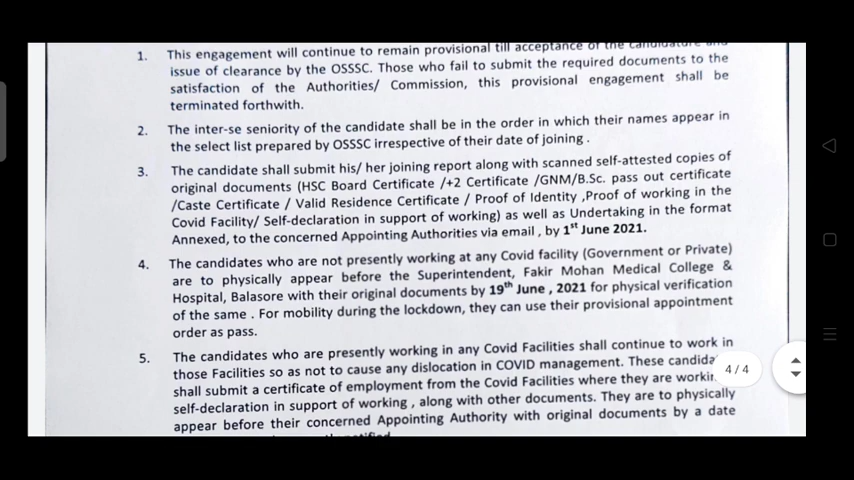 1. This engagement will continue to remain provisional till acceptance of the candidature and
issue of clearance by the OSSSC. Those who fail to submit the required documents to the
satisfaction of the Authorities/ Commission, this provisional engagement shall be
terminated forthwith.
2. The inter-se seniority of the candidate shall be in the order in which their names appear in
the select list prepared by OSSSC irrespective of their date of joining .
3. The candidate shall submit his/ her joining report along with scanned self-attested copies of
original documents (HSC Board Certificate /+2 Certificate /GNM/B.Sc. pass out certificate
/Caste Certificate / Valid Residence Certificate / Proof of Identity ,Proof of working in the
Covid Facility/ Self-declaration in support of working) as well as Undertaking in the format
Annexed, to the concerned Appointing Authorities via email , by 1st June 2021.
4. The candidates who are not presently working at any Covid facility (Government or Private)
are to physically appear before the Superintendent, Fakir Mohan Medical College &
Hospital, Balasore with their original documents by 19th June , 2021 for physical verification
of the same . For mobility during the lockdown, they can use their provisional appointment
order as pass.
5. The candidates who are presently working in any Covid Facilities shall continue to work in
those Facilities so as not to cause any dislocation in COVID management. These
4 / 4
shall submit a certificate of employment from the Covid Facilities where they are
self-declaration in support of working , along with other documents. They are to physically
appear before their concerned Appointing Authority with original documents by a date